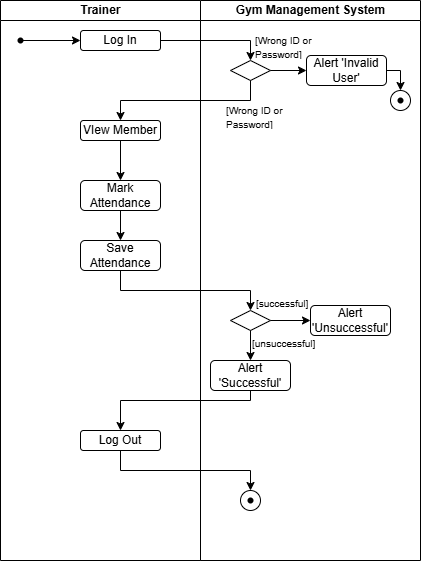 Trainer
Gym Management System
Log In
[Wrong ID or
Password]
Alert 'Invalid
User'
[Wrong ID or
Password]
VIew Member
Mark
Attendance
Save
Attendance
[successful]
Alert
'Unsuccessful'
[unsuccessful]
Alert
'Successful'
Log Out